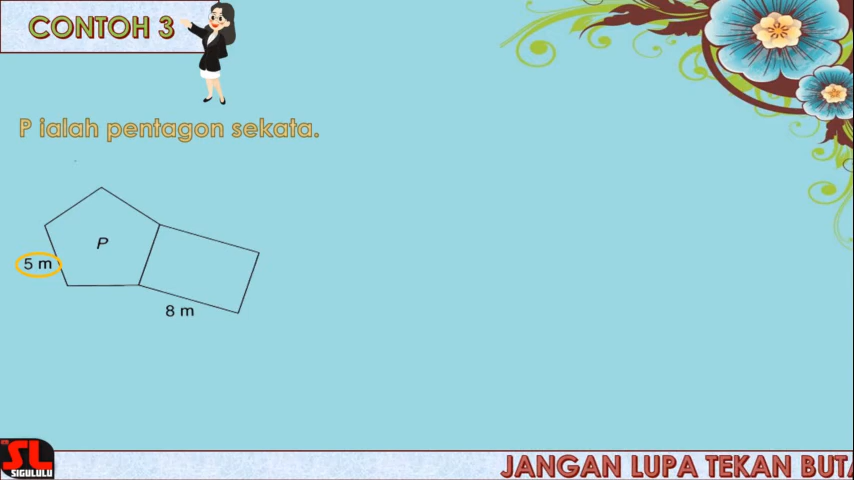 CONTOH 3
P ialah pentagon sekata.
P
5 m
8 m
SL
SIGULULU
JANGAN LUPA TEKAN BUTA